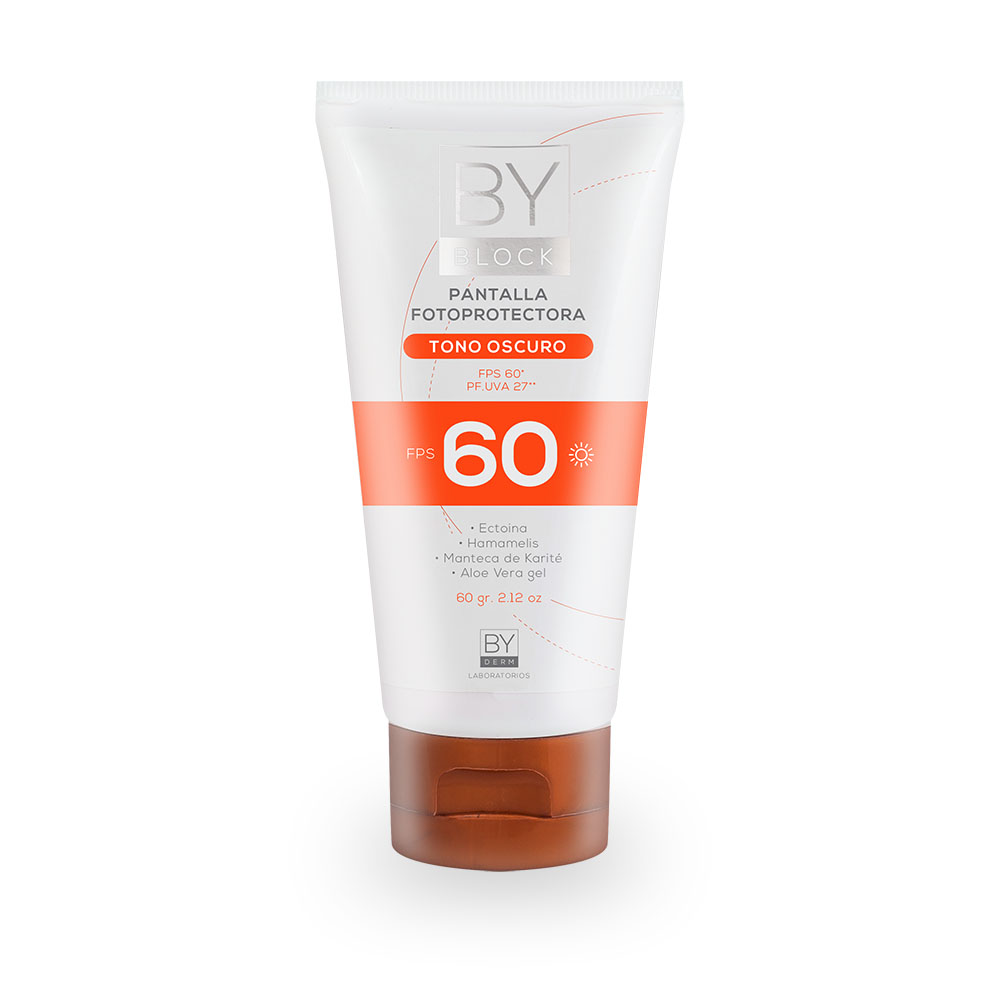 BY
BLOCK
PANTALLA
FOTOPROTECTORA
TONO OSCURO
FPS 60*
PF.UVA 27**
FPS 60
• Ectoina
• Hamamelis
• Manteca de Karité
• Aloe Vera gel
60 gr. 2.12 oz
BY
DERM
LABORATORIOS